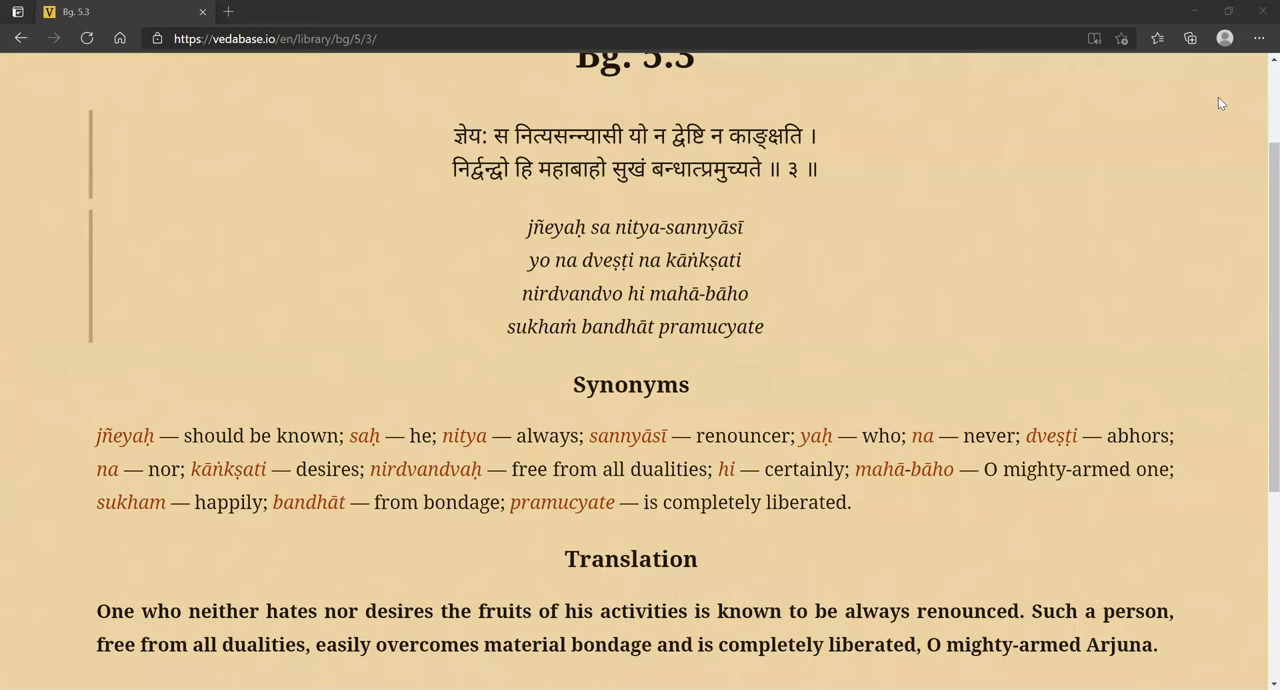 Bg. 5.3
https://vedabase.io/en/library/bg/5/3/
Bg. 5.3
ज्ञेयः स नित्यसन्न्यासी यो न द्वेष्टि न काङ्क्षति ।
निर्द्वन्द्वो हि महाबाहो सुखं बन्धात्प्रमुच्यते ॥ ३ ॥
jñeyaḥ sa nitya-sannyāsī
yo na dveṣṭi na kāṅkṣati
nirdvandvo hi mahā-bāho
sukhaṁ bandhāt pramucyate
Synonyms
jñeyaḥ — should be known; saḥ — he; nitya — always; sannyāsī — renouncer; yaḥ — who; na — never; dveṣṭi — abhors;
na — nor; kāṅkṣati — desires; nirdvandvaḥ — free from all dualities; hi — certainly; mahā-bāho — O mighty-armed one;
sukham — happily; bandhāt — from bondage; pramucyate — is completely liberated.
Translation
One who neither hates nor desires the fruits of his activities is known to be always renounced. Such a person,
free from all dualities, easily overcomes material bondage and is completely liberated, O mighty-armed Arjuna.